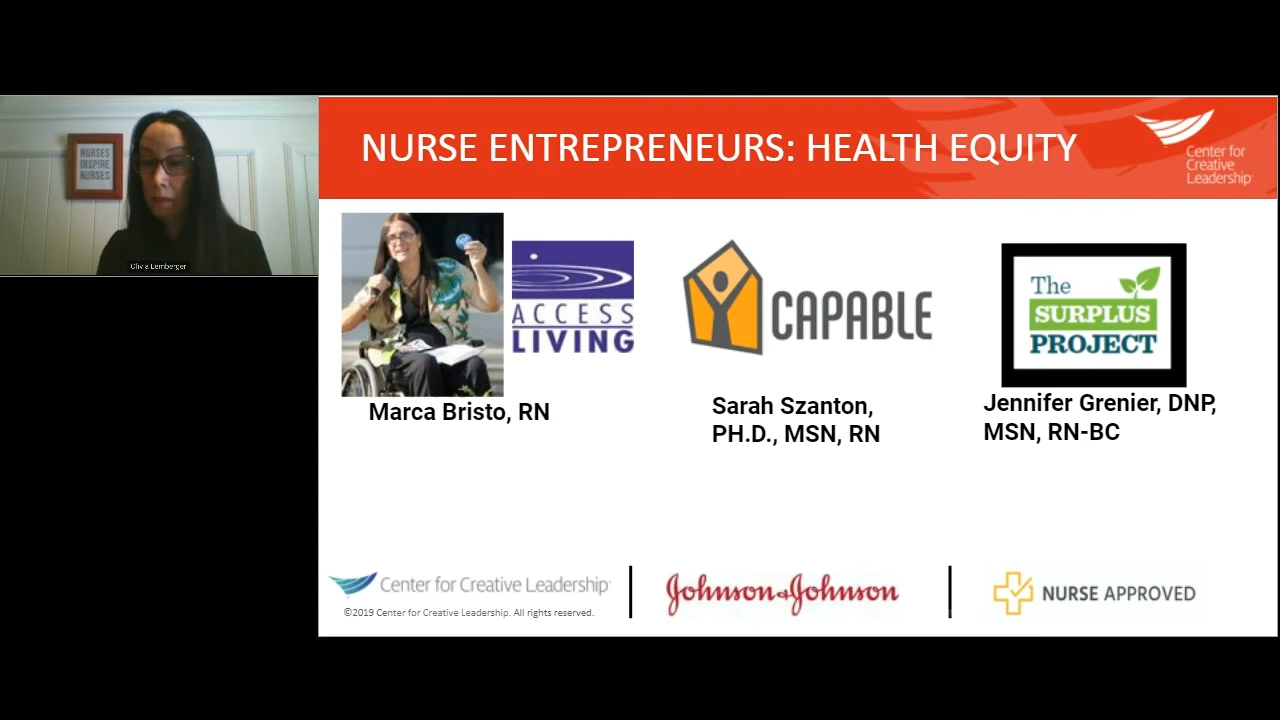 NURSES
INSPIRE
NURSES
Olivia Lemberger
NURSE ENTREPRENEURS: HEALTH EQUITY
Center for
Creative
Leadership
ACCESS
LIVING
Marca Bristo, RN
CAPABLE
Sarah Szanton,
PH.D., MSN, RN
The
SURPLUS
PROJECT
Jennifer Grenier, DNP,
MSN, RN-BC
Center for Creative Leadership
©2019 Center for Creative Leadership. All rights reserved.
Johnson&Johnson
NURSE APPROVED